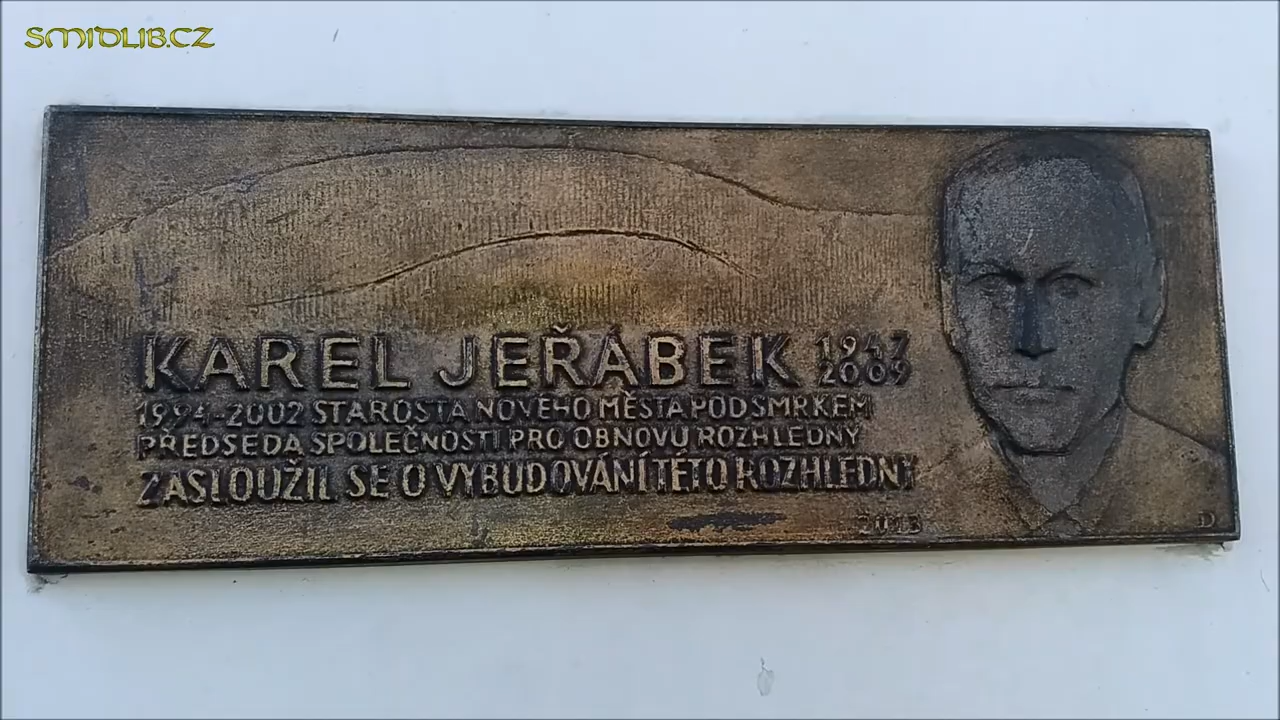 SMIDLIB.CZ
KAREL JEŘÁBEK 1947 2009
1994-2002 STAROSTA NOVÉHO MĚSTA POD SMRKEM
PŘEDSEDA SPOLEČNOSTI PRO OBNOVU ROZHLEDNY
ZASLOUŽIL SE O VYBUDOVÁNÍ TÉTO ROZHLEDNY
2013
D